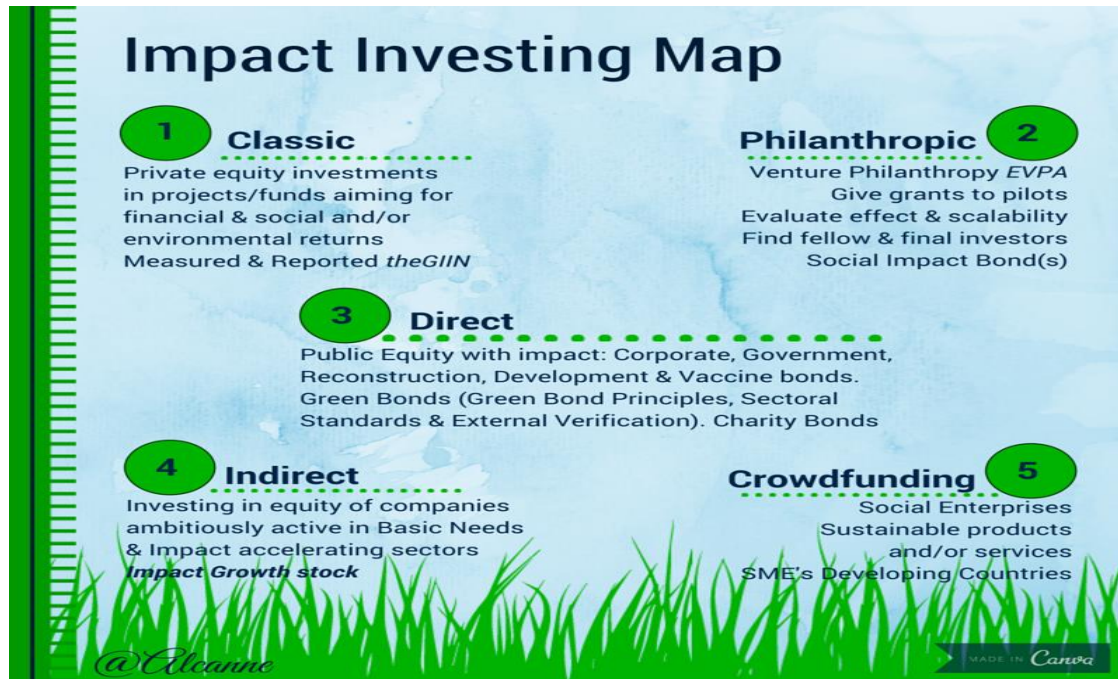 Impact Investing Map
1
Classic
Private equity investments
in projects/funds aiming for
financial & social and/or
environmental returns
Measured & Reported theGIIN
Philanthropic
2
Venture Philanthropy EVPA
Give grants to pilots
Evaluate effect & scalability
Find fellow & final investors
Social Impact Bond(s)
3
Direct
Public Equity with impact: Corporate, Government,
Reconstruction, Development & Vaccine bonds.
Green Bonds (Green Bond Principles, Sectoral
Standards & External Verification). Charity Bonds
4
Indirect
Investing in equity of companies
ambitiously active in Basic Needs
& Impact accelerating sectors
Impact Growth stock
Crowdfunding
5
Social Enterprises
Sustainable products
and/or services
SME's Developing Countries
@Alcanne
MADE IN Canva